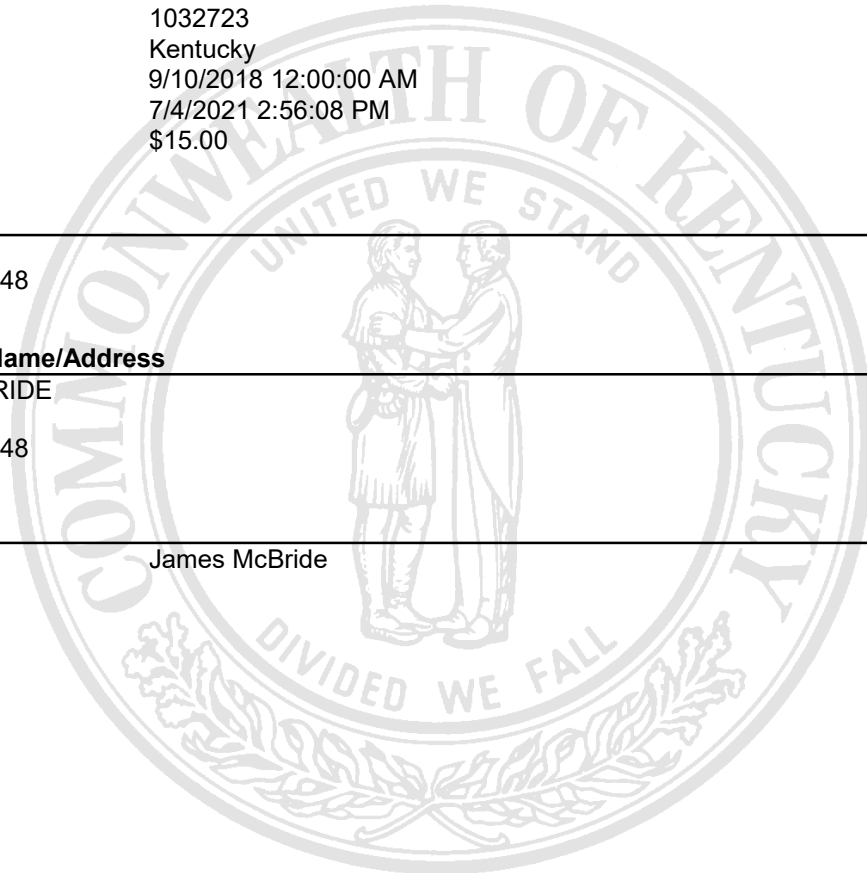 1032723
Kentucky
9/10/2018 12:00:00 AM
7/4/2021 2:56:08 PM
$15.00
48
ame/Address
RIDE
48
James McBride
COMMONWEALTH OF KENTUCKY
UNITED WE STAND
DIVIDED WE FALL